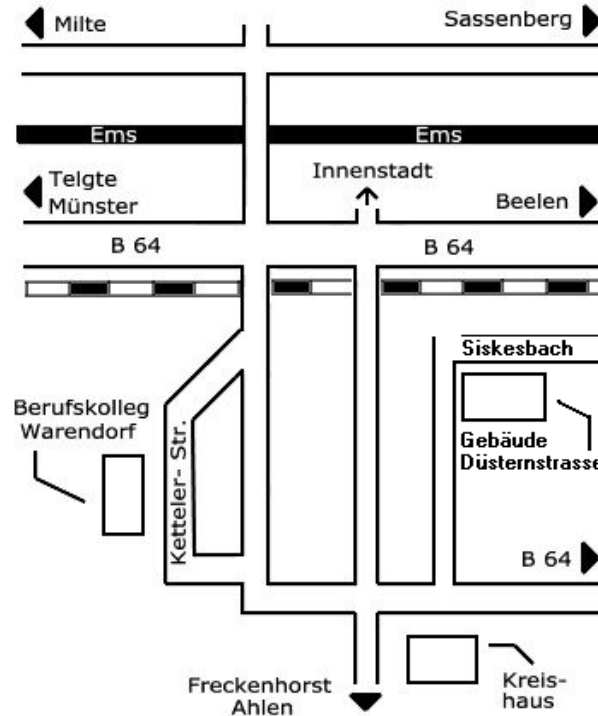 Milte
Sassenberg
Ems
Ems
Telgte
Münster
Innenstadt
Beelen
B 64
B 64
Siskesbach
Berufskolleg
Warendorf
Ketteler- Str.
Gebäude
Düsternstrasse
B 64
Freckenhorst
Ahlen
Kreis-
haus